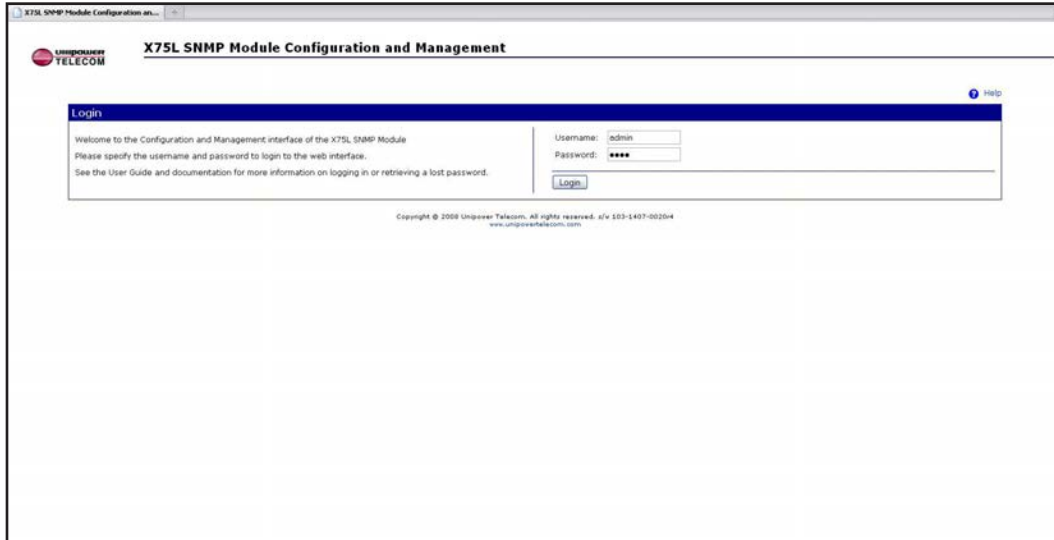 X75L SNMP Module Configuration an...
UNIPOWER
TELECOM
X75L SNMP Module Configuration and Management
Help
Login
Welcome to the Configuration and Management interface of the X75L SNMP Module
Please specify the username and password to login to the web interface.
See the User Guide and documentation for more information on logging in or retrieving a lost password.
Username: admin
Password: ●●●●
Login
Copyright © 2008 Unipower Telecom. All rights reserved. s/w 103-1407-0020r4
www.unipowertelecom.com